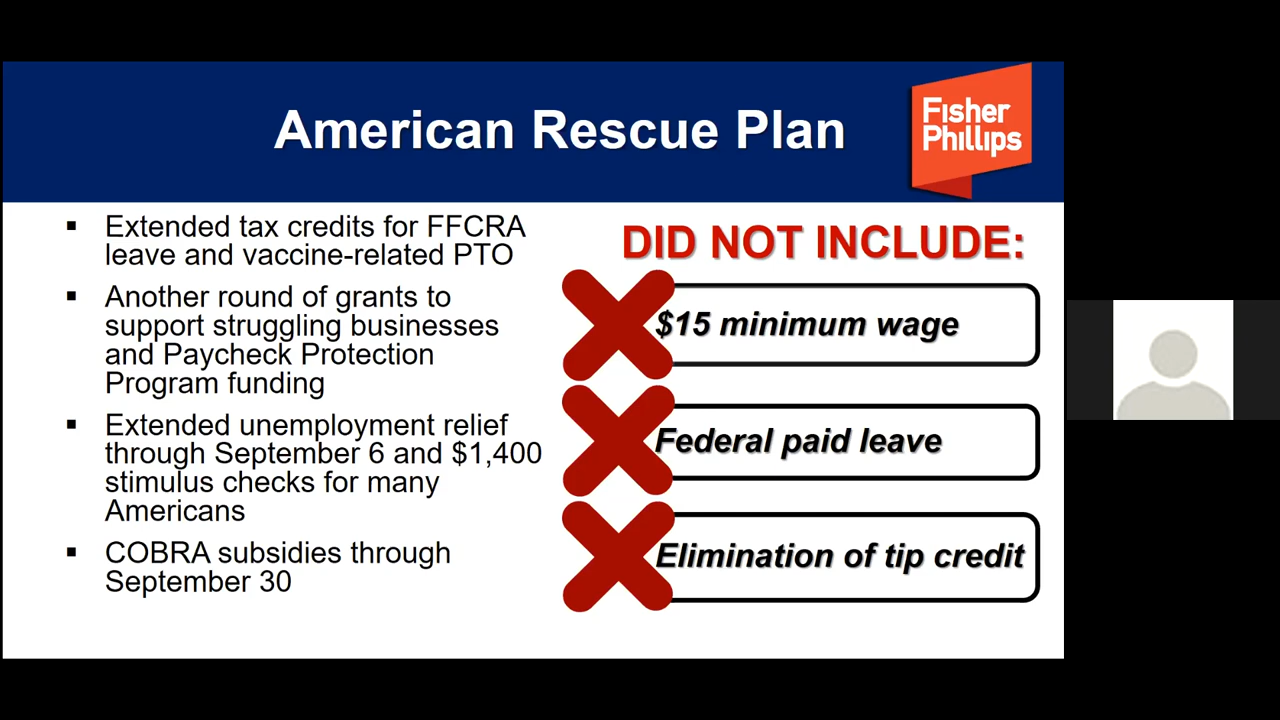 American Rescue Plan
Fisher
Phillips
▪ Extended tax credits for FFCRA
leave and vaccine-related PTO
▪ Another round of grants to
support struggling businesses
and Paycheck Protection
Program funding
▪ Extended unemployment relief
through September 6 and $1,400
stimulus checks for many
Americans
▪ COBRA subsidies through
September 30
DID NOT INCLUDE:
$15 minimum wage
Federal paid leave
Elimination of tip credit